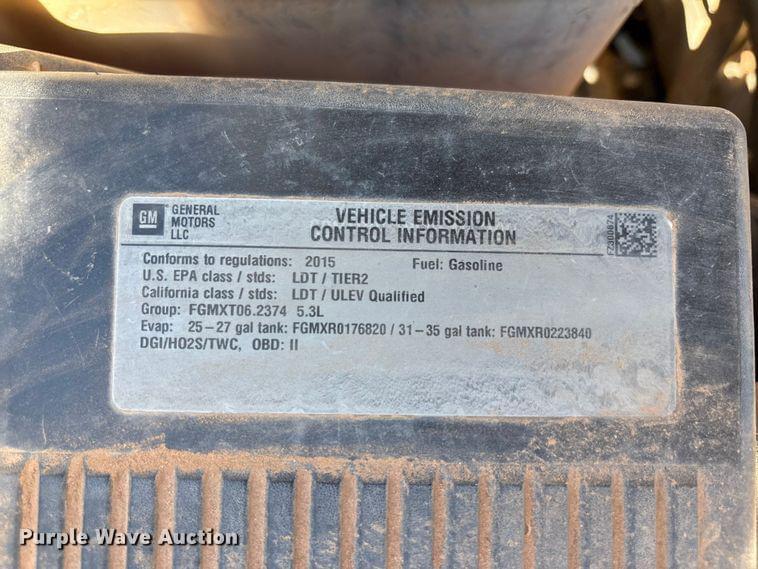 GM
GENERAL
MOTORS
LLC
VEHICLE EMISSION
CONTROL INFORMATION
Conforms to regulations: 2015 Fuel: Gasoline
U.S. EPA class / stds: LDT / TIER2
California class / stds: LDT / ULEV Qualified
Group: FGMXT06.2374 5.3L
Evap: 25-27 gal tank: FGMXR0176820 / 31-35 gal tank: FGMXR0223840
DGI/HO2S/TWC, OBD: II
Purple Wave Auction